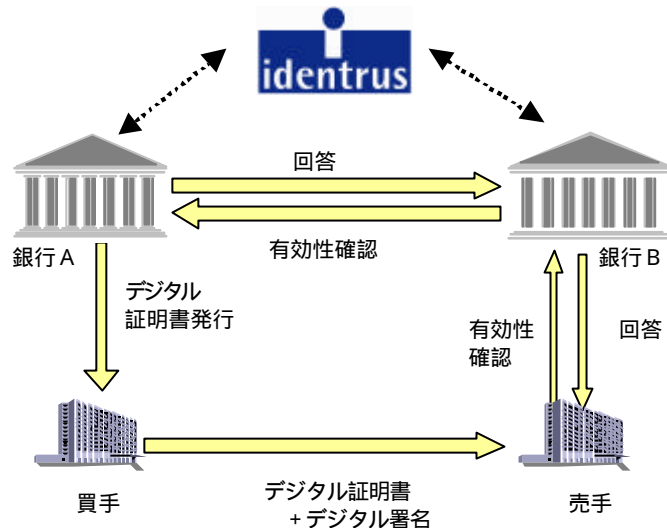 identrus
回答
有効性確認
銀行A
銀行B
デジタル
証明書発行
有効性
確認
回答
買手
デジタル証明書
+デジタル署名
売手